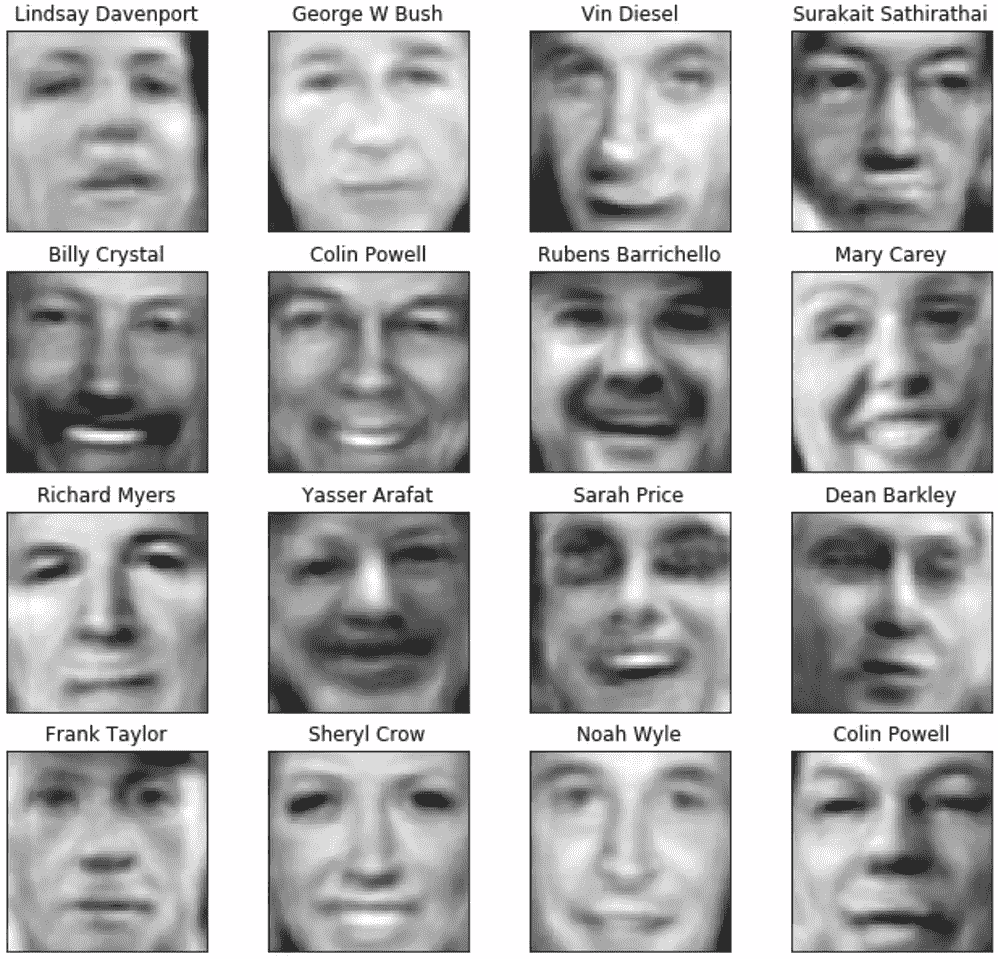 Lindsay Davenport
George W Bush
Vin Diesel
Surakait Sathirathai
Billy Crystal
Colin Powell
Rubens Barrichello
Mary Carey
Richard Myers
Yasser Arafat
Sarah Price
Dean Barkley
Frank Taylor
Sheryl Crow
Noah Wyle
Colin Powell